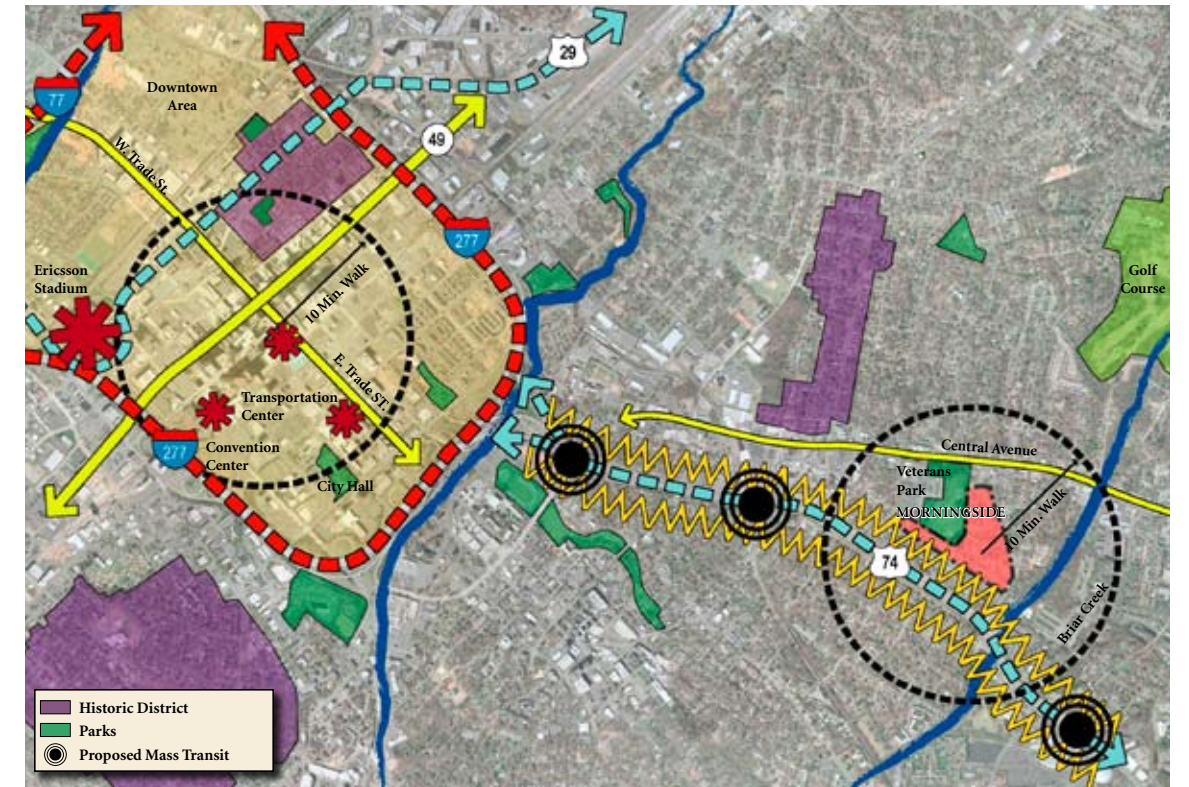 29
77
Downtown
Area
49
W. Trade St.
277
Ericsson
Stadium
10 Min. Walk
Golf
Course
E. Trade ST.
Transportation
Center
277
Convention
Center
City Hall
Central Avenue
Veterans
Park
MORNINGSIDE
10 Min. Walk
74
Briar Creek
Historic District
Parks
Proposed Mass Transit